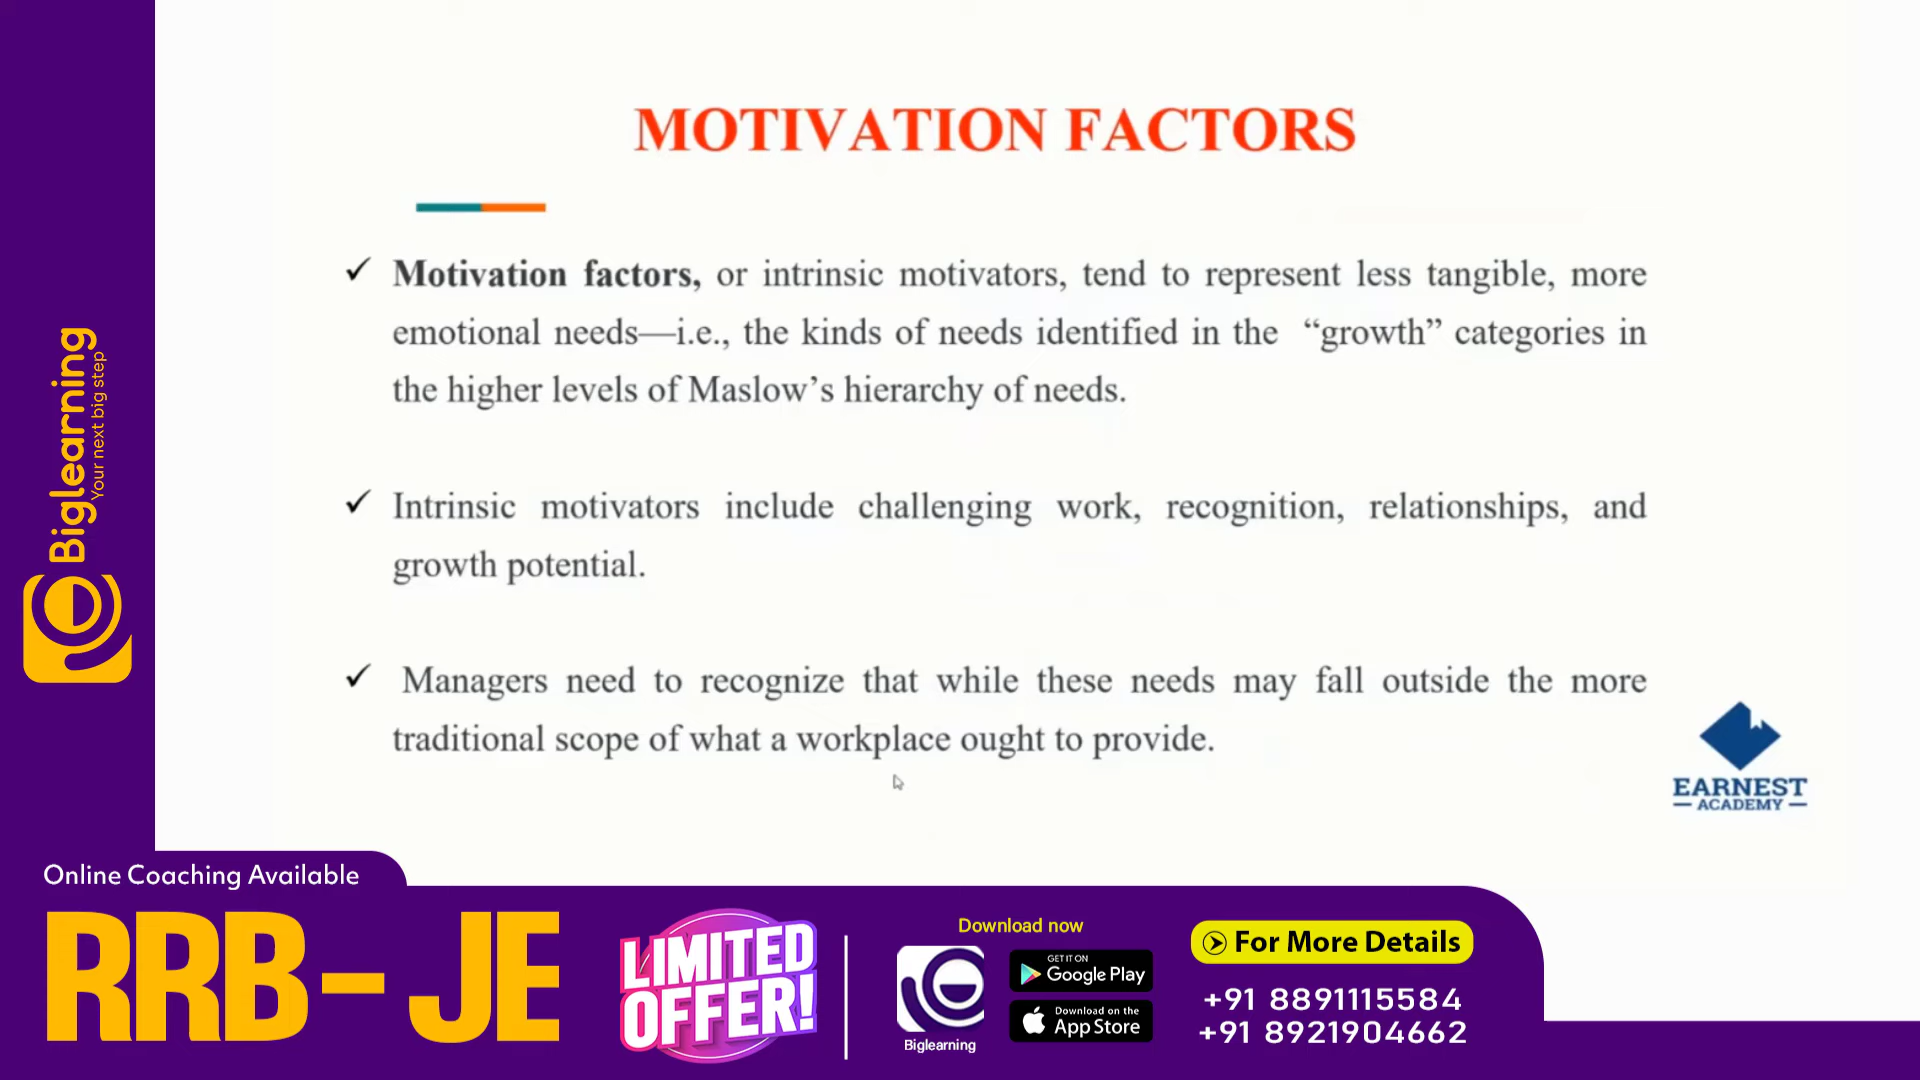 MOTIVATION FACTORS
✓ Motivation factors, or intrinsic motivators, tend to represent less tangible, more
emotional needs—i.e., the kinds of needs identified in the “growth” categories in
the higher levels of Maslow’s hierarchy of needs.
✓ Intrinsic motivators include challenging work, recognition, relationships, and
growth potential.
✓ Managers need to recognize that while these needs may fall outside the more
traditional scope of what a workplace ought to provide.
EARNEST
ACADEMY
Biglearning
Your next big step
Online Coaching Available
RRB- JE
LIMITED
OFFER!
Download now
Biglearning
GET IT ON
Google Play
Download on the
App Store
For More Details
+91 8891115584
+91 8921904662